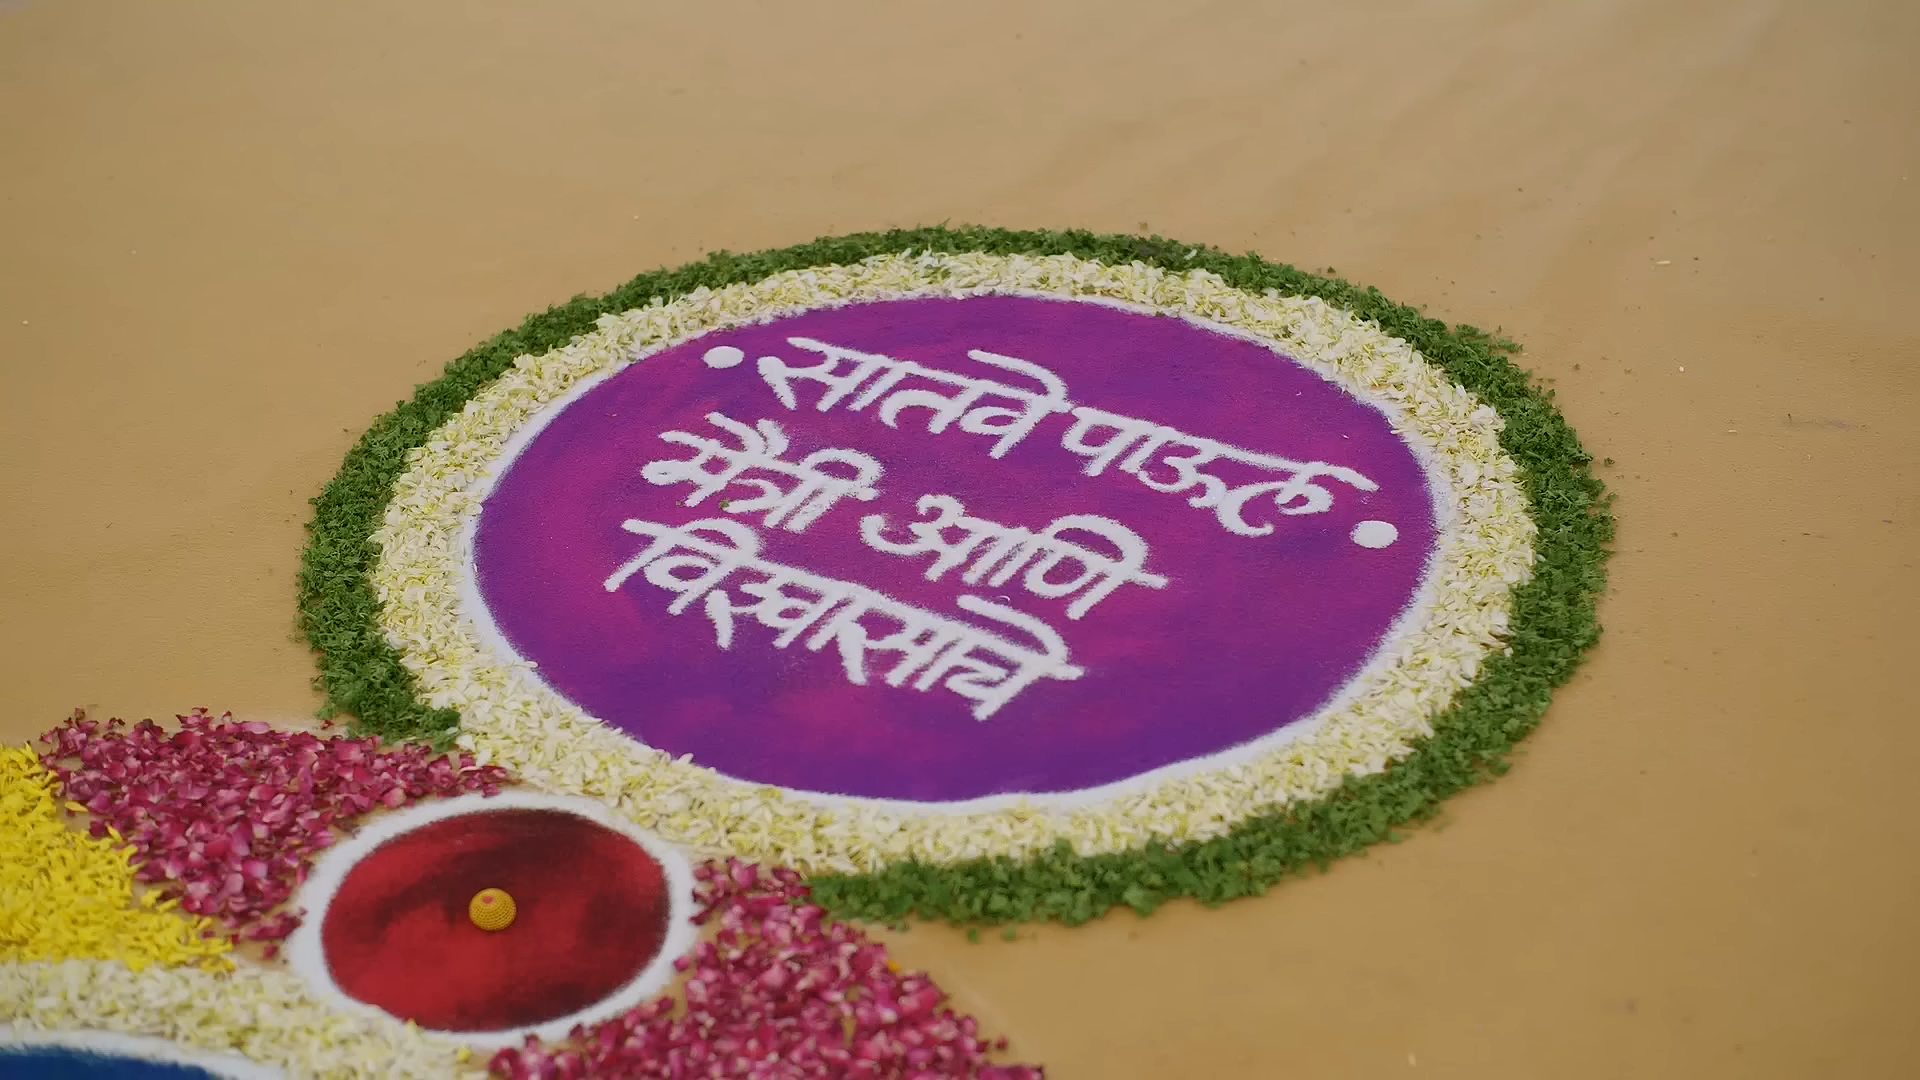 सातवे पाऊल
मैत्री आणि
विश्वासाचे